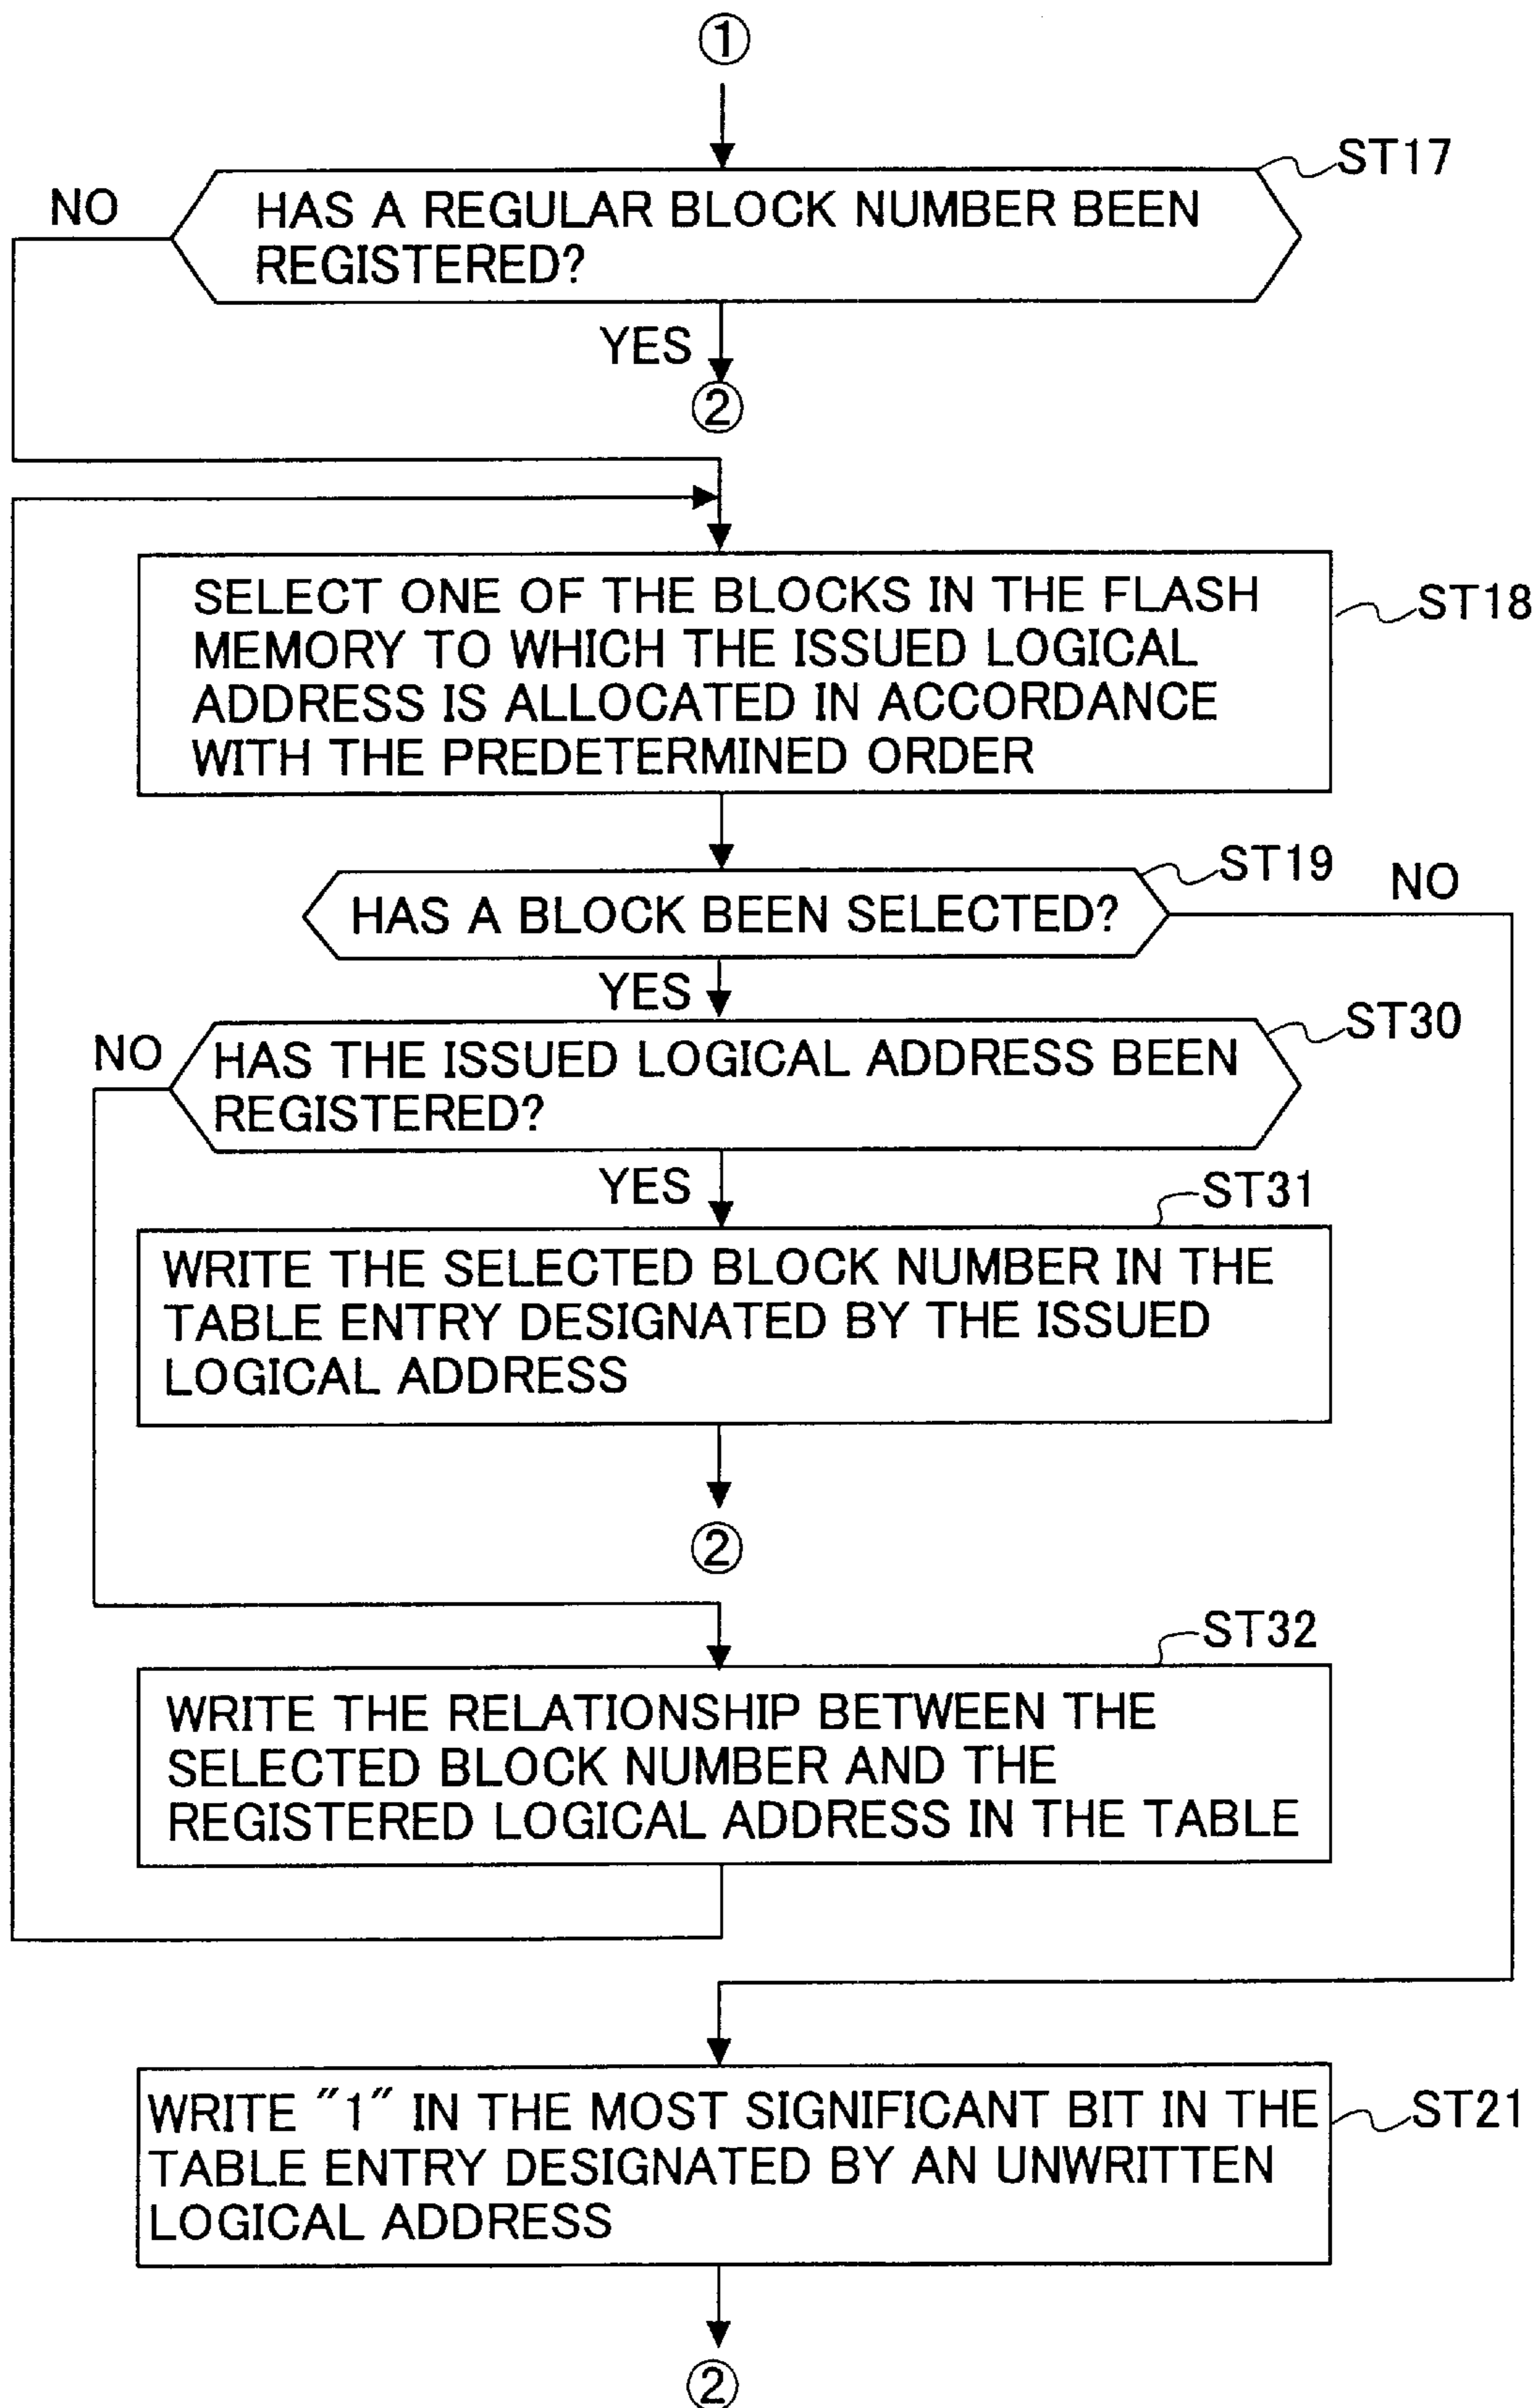 ①
ST17
NO
HAS A REGULAR BLOCK NUMBER BEEN
REGISTERED?
YES
②
SELECT ONE OF THE BLOCKS IN THE FLASH
ST18
MEMORY TO WHICH THE ISSUED LOGICAL
ADDRESS IS ALLOCATED IN ACCORDANCE
WITH THE PREDETERMINED ORDER
ST19
NO
HAS A BLOCK BEEN SELECTED?
YES
ST30
NO
HAS THE ISSUED LOGICAL ADDRESS BEEN
REGISTERED?
YES
ST31
WRITE THE SELECTED BLOCK NUMBER IN THE
TABLE ENTRY DESIGNATED BY THE ISSUED
LOGICAL ADDRESS
②
ST32
WRITE THE RELATIONSHIP BETWEEN THE
SELECTED BLOCK NUMBER AND THE
REGISTERED LOGICAL ADDRESS IN THE TABLE
WRITE "1" IN THE MOST SIGNIFICANT BIT IN THE
ST21
TABLE ENTRY DESIGNATED BY AN UNWRITTEN
LOGICAL ADDRESS
②